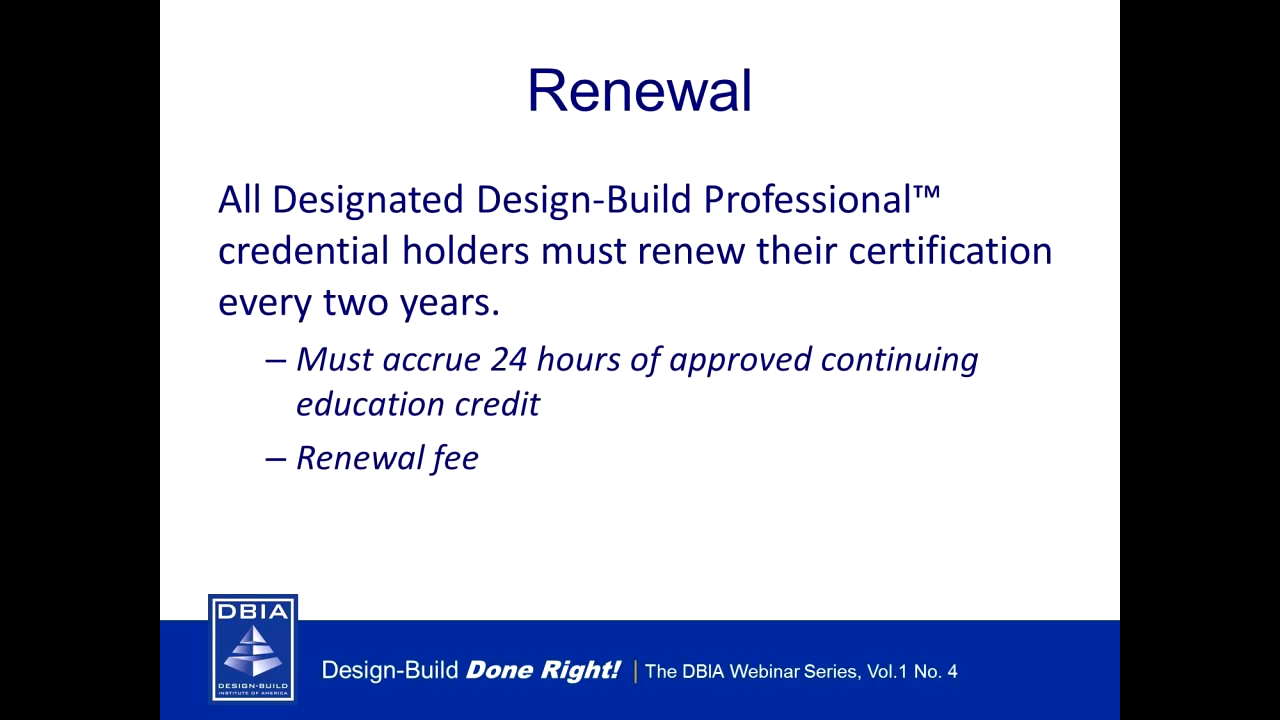 Renewal
All Designated Design-Build Professional™
credential holders must renew their certification
every two years.
– Must accrue 24 hours of approved continuing
education credit
– Renewal fee
DBIA
DESIGN-BUILD
INSTITUTE OF AMERICA
Design-Build Done Right! | The DBIA Webinar Series, Vol.1 No. 4